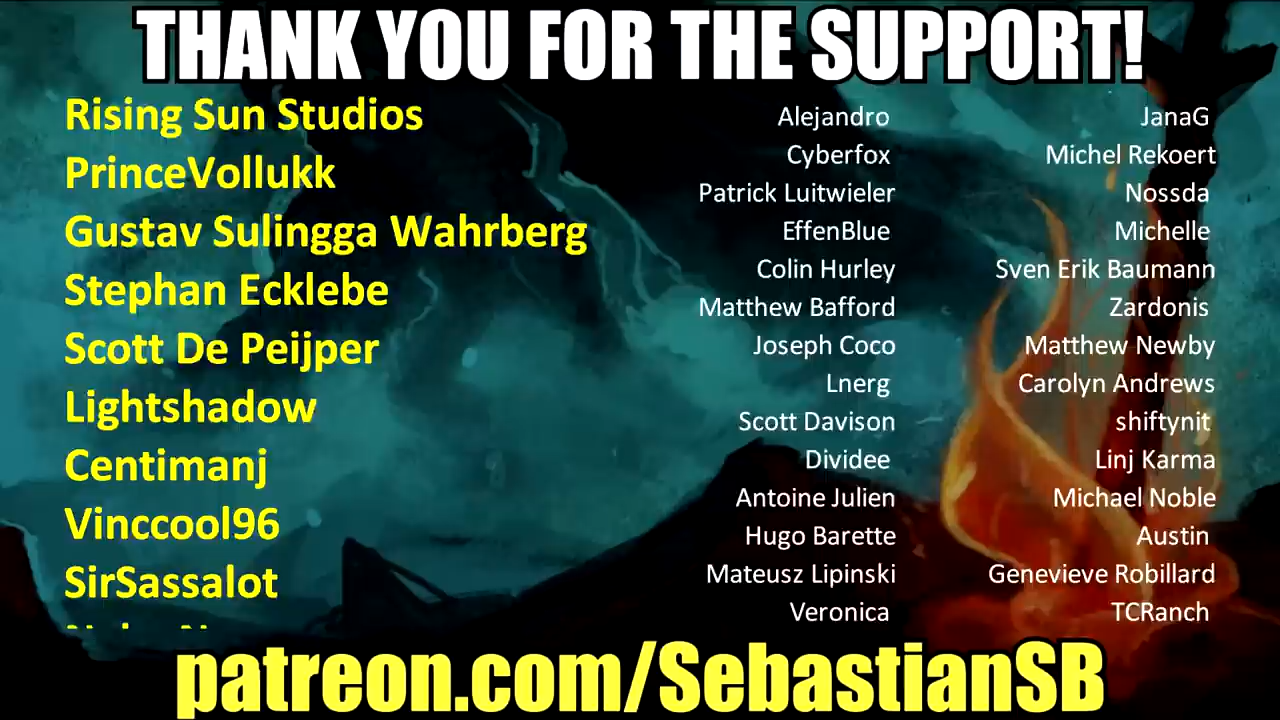 THANK YOU FOR THE SUPPORT!
Rising Sun Studios
PrinceVollukk
Gustav Sulingga Wahrberg
Stephan Ecklebe
Scott De Peijper
Lightshadow
Centimanj
Vinccool96
SirSassalot
Alejandro
Cyberfox
Patrick Luitwieler
EffenBlue
Colin Hurley
Matthew Bafford
Joseph Coco
Lnerg
Scott Davison
Dividee
Antoine Julien
Hugo Barette
Mateusz Lipinski
Veronica
JanaG
Michel Rekoert
Nossda
Michelle
Sven Erik Baumann
Zardonis
Matthew Newby
Carolyn Andrews
shiftynit
Linj Karma
Michael Noble
Austin
Genevieve Robillard
TCRanch
patreon.com/SebastianSB